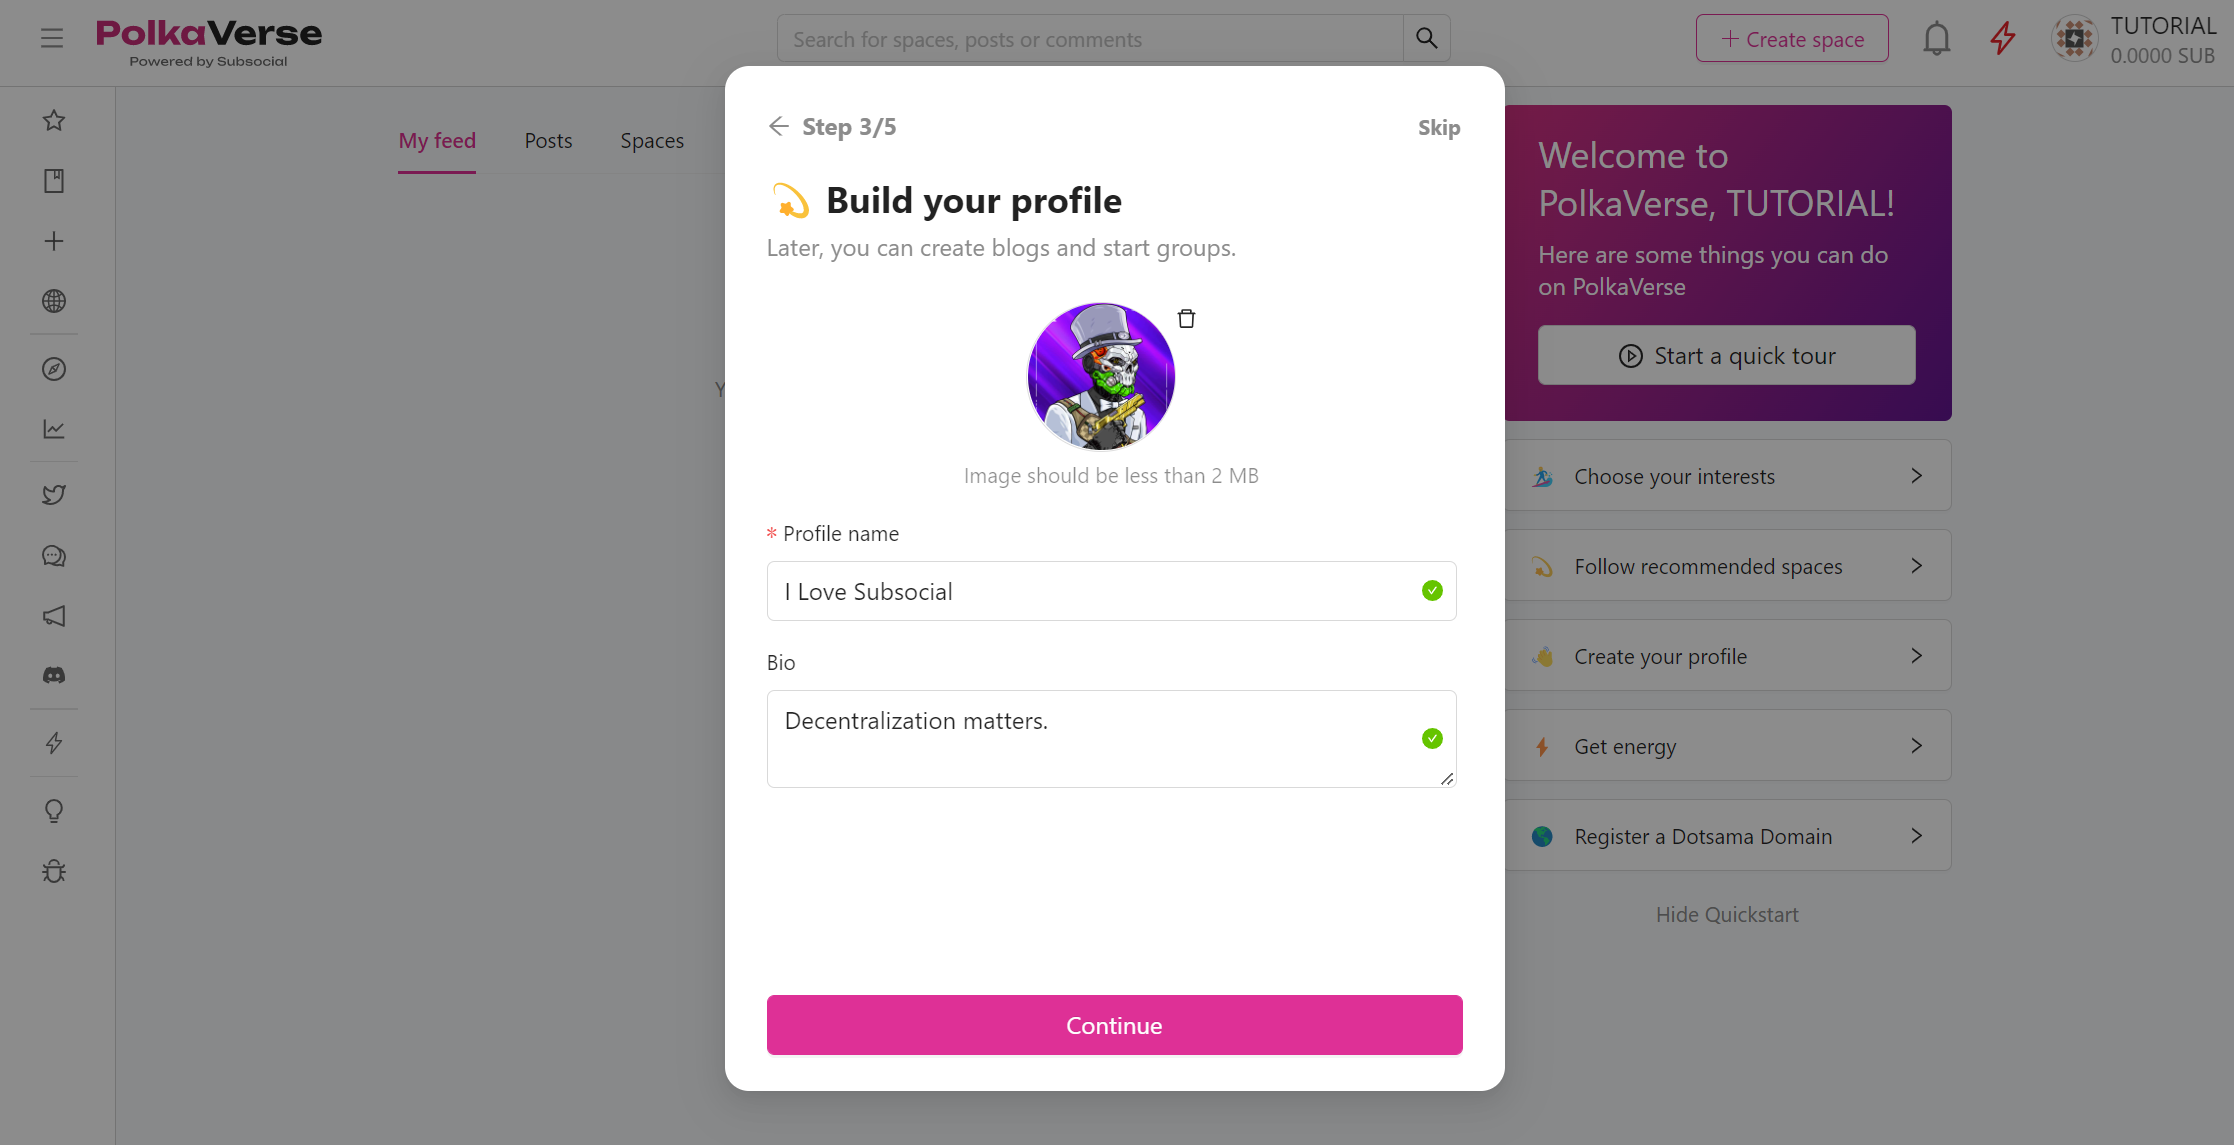 PolkaVerse
Powered by Subsocial
Search for spaces, posts or comments
+ Create space
TUTORIAL
0.0000 SUB
My feed
Posts
Spaces
Step 3/5
Skip
Build your profile
Later, you can create blogs and start groups.
Image should be less than 2 MB
* Profile name
I Love Subsocial
Bio
Decentralization matters.
Continue
Welcome to
PolkaVerse, TUTORIAL!
Here are some things you can do
on PolkaVerse
Start a quick tour
Choose your interests
Follow recommended spaces
Create your profile
Get energy
Register a Dotsama Domain
Hide Quickstart